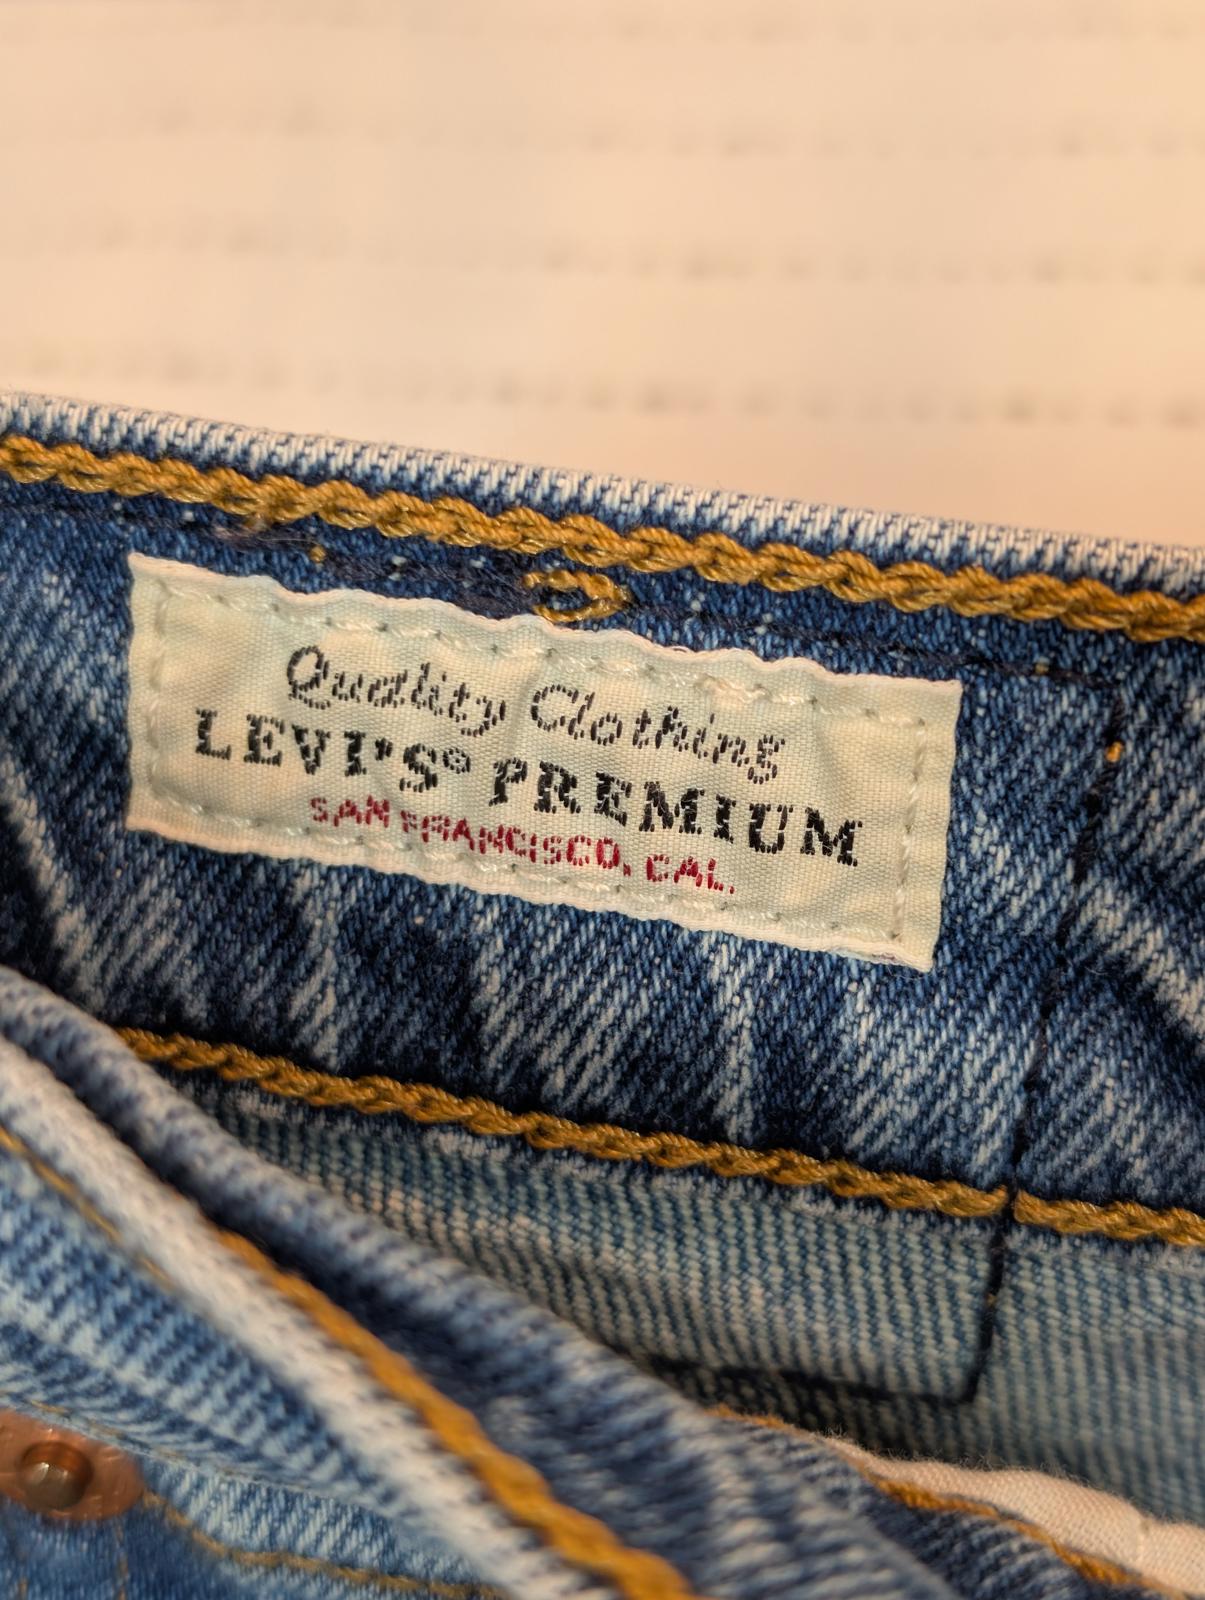 Quality Clothing
LEVI'S® PREMIUM
SAN FRANCISCO, CAL.